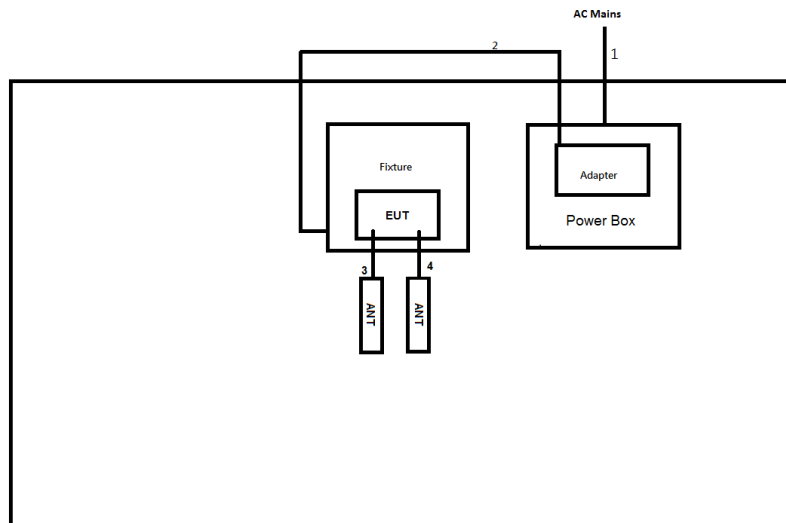 AC Mains
2
1
Fixture
Adapter
EUT
Power Box
3
4
ANT
ANT